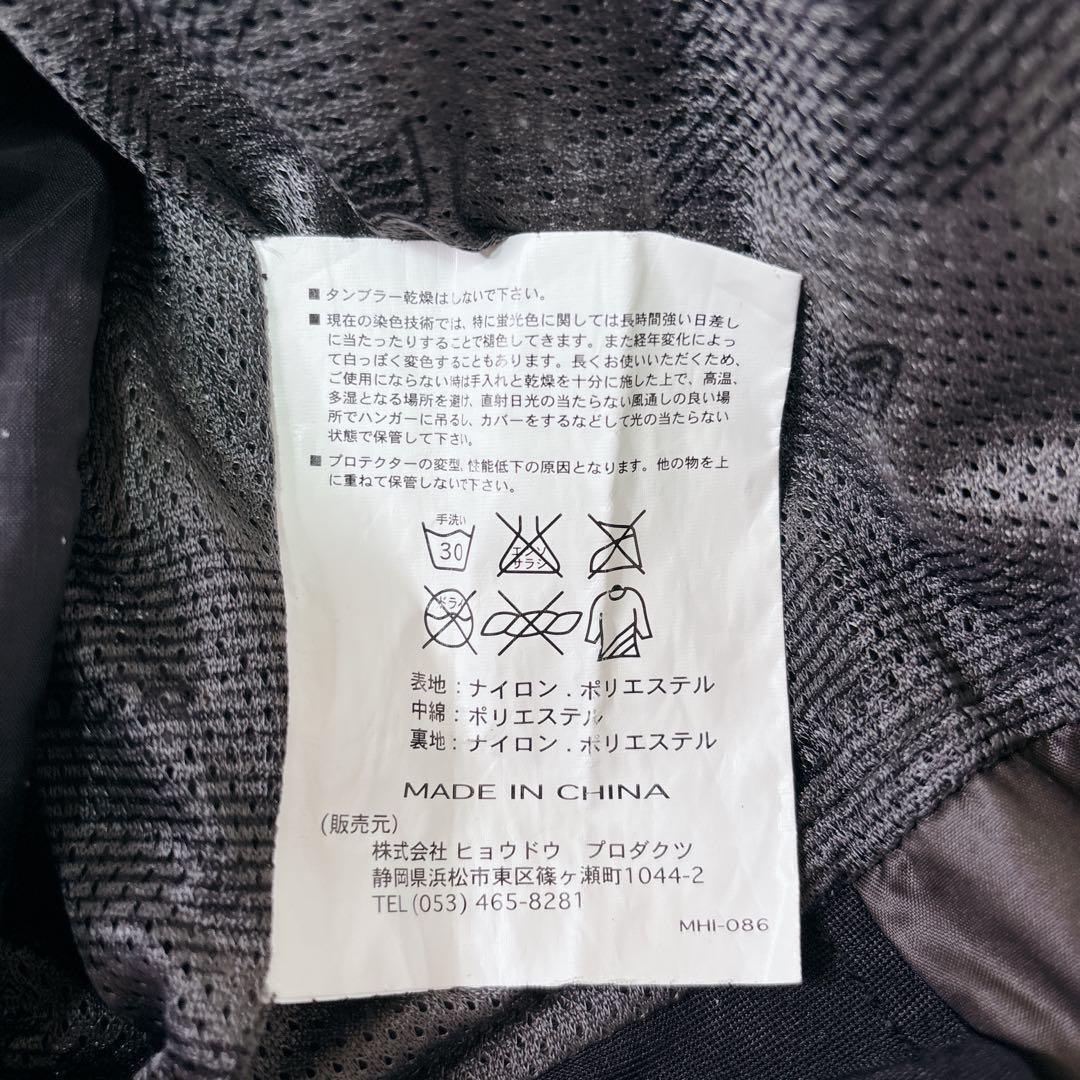 ■ タンブラー乾燥はしないで下さい。
■ 現在の染色技術では、特に蛍光色に関しては長時間強い日差し
に当たったりすることで褪色してきます。また経年変化によっ
て白っぽく変色することもあります。長くお使いいただくため、
ご使用にならない時は手入れと乾燥を十分に施した上で、高温、
多湿となる場所を避け、直射日光の当たらない風通しの良い場
所でハンガーに吊るし、カバーをするなどして光の当たらない
状態で保管して下さい。
■ プロテクターの変型、性能低下の原因となります。他の物を上
に重ねて保管しないで下さい。
手洗い
30
エンソ
サラシ
ドライ
表地：ナイロン．ポリエステル
中綿：ポリエステル
裏地：ナイロン．ポリエステル
MADE IN CHINA
（販売元）
株式会社 ヒョウドウ プロダクツ
静岡県浜松市東区篠ヶ瀬町1044-2
TEL (053) 465-8281
MHI-086